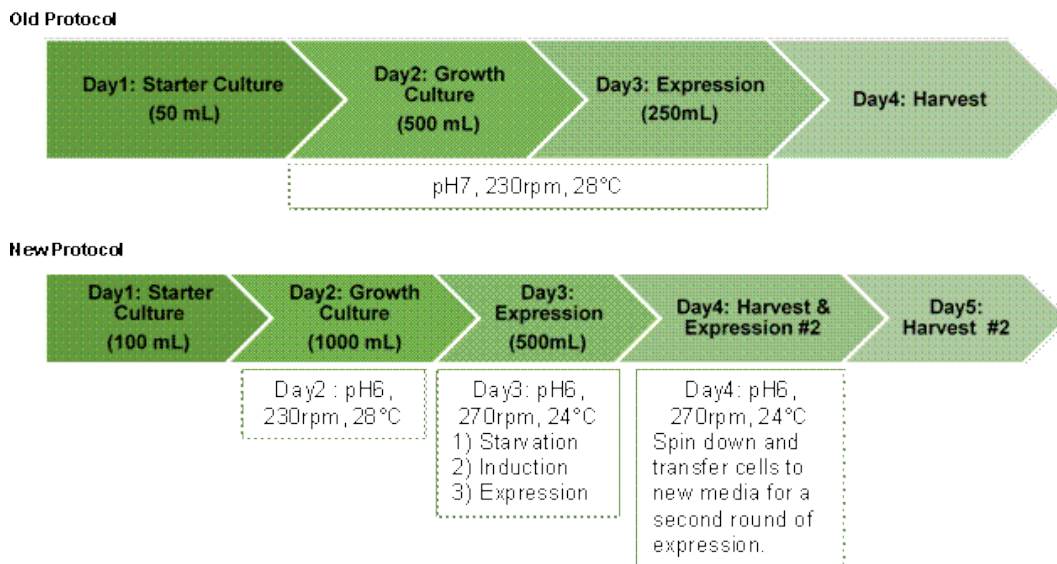 Old Protocol
Day1: Starter Culture
(50 mL)
Day2: Growth
Culture
(500 mL)
Day3: Expression
(250mL)
Day4: Harvest
pH7, 230rpm, 28°C
New Protocol
Day1: Starter
Culture
(100 mL)
Day2: Growth
Culture
(1000 mL)
Day3:
Expression
(500mL)
Day4: Harvest &
Expression #2
Day5:
Harvest #2
Day2 : pH6,
230rpm, 28°C
Day3: pH6,
270rpm, 24°C
1) Starvation
2) Induction
3) Expression
Day4: pH6,
270rpm, 24°C
Spin down and
transfer cells to
new media for a
second round of
expression.